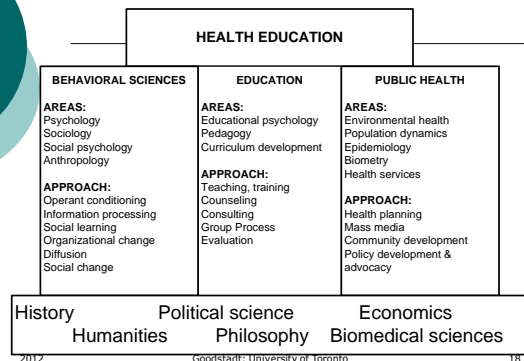 HEALTH EDUCATION
BEHAVIORAL SCIENCES
AREAS:
Psychology
Sociology
Social psychology
Anthropology
APPROACH:
Operant conditioning
Information processing
Social learning
Organizational change
Diffusion
Social change
EDUCATION
AREAS:
Educational psychology
Pedagogy
Curriculum development
APPROACH:
Teaching, training
Counseling
Consulting
Group Process
Evaluation
PUBLIC HEALTH
AREAS:
Environmental health
Population dynamics
Epidemiology
Biometry
Health services
APPROACH:
Health planning
Mass media
Community development
Policy development &
advocacy
History Political science Economics
Humanities Philosophy Biomedical sciences
2012 Goodstadt: University of Toronto 18